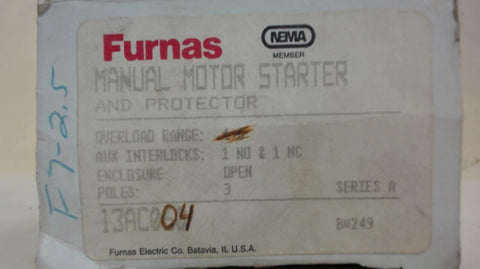 Furnas
NEMA
MEMBER
MANUAL MOTOR STARTER
AND PROTECTOR
OVERLOAD RANGE:
AUX INTERLOCKS: 1 NO & 1 NC
ENCLOSURE: OPEN
POLES: 3 SERIES A
13AC004 B#249
Furnas Electric Co. Batavia, IL U.S.A.
F7-2.5